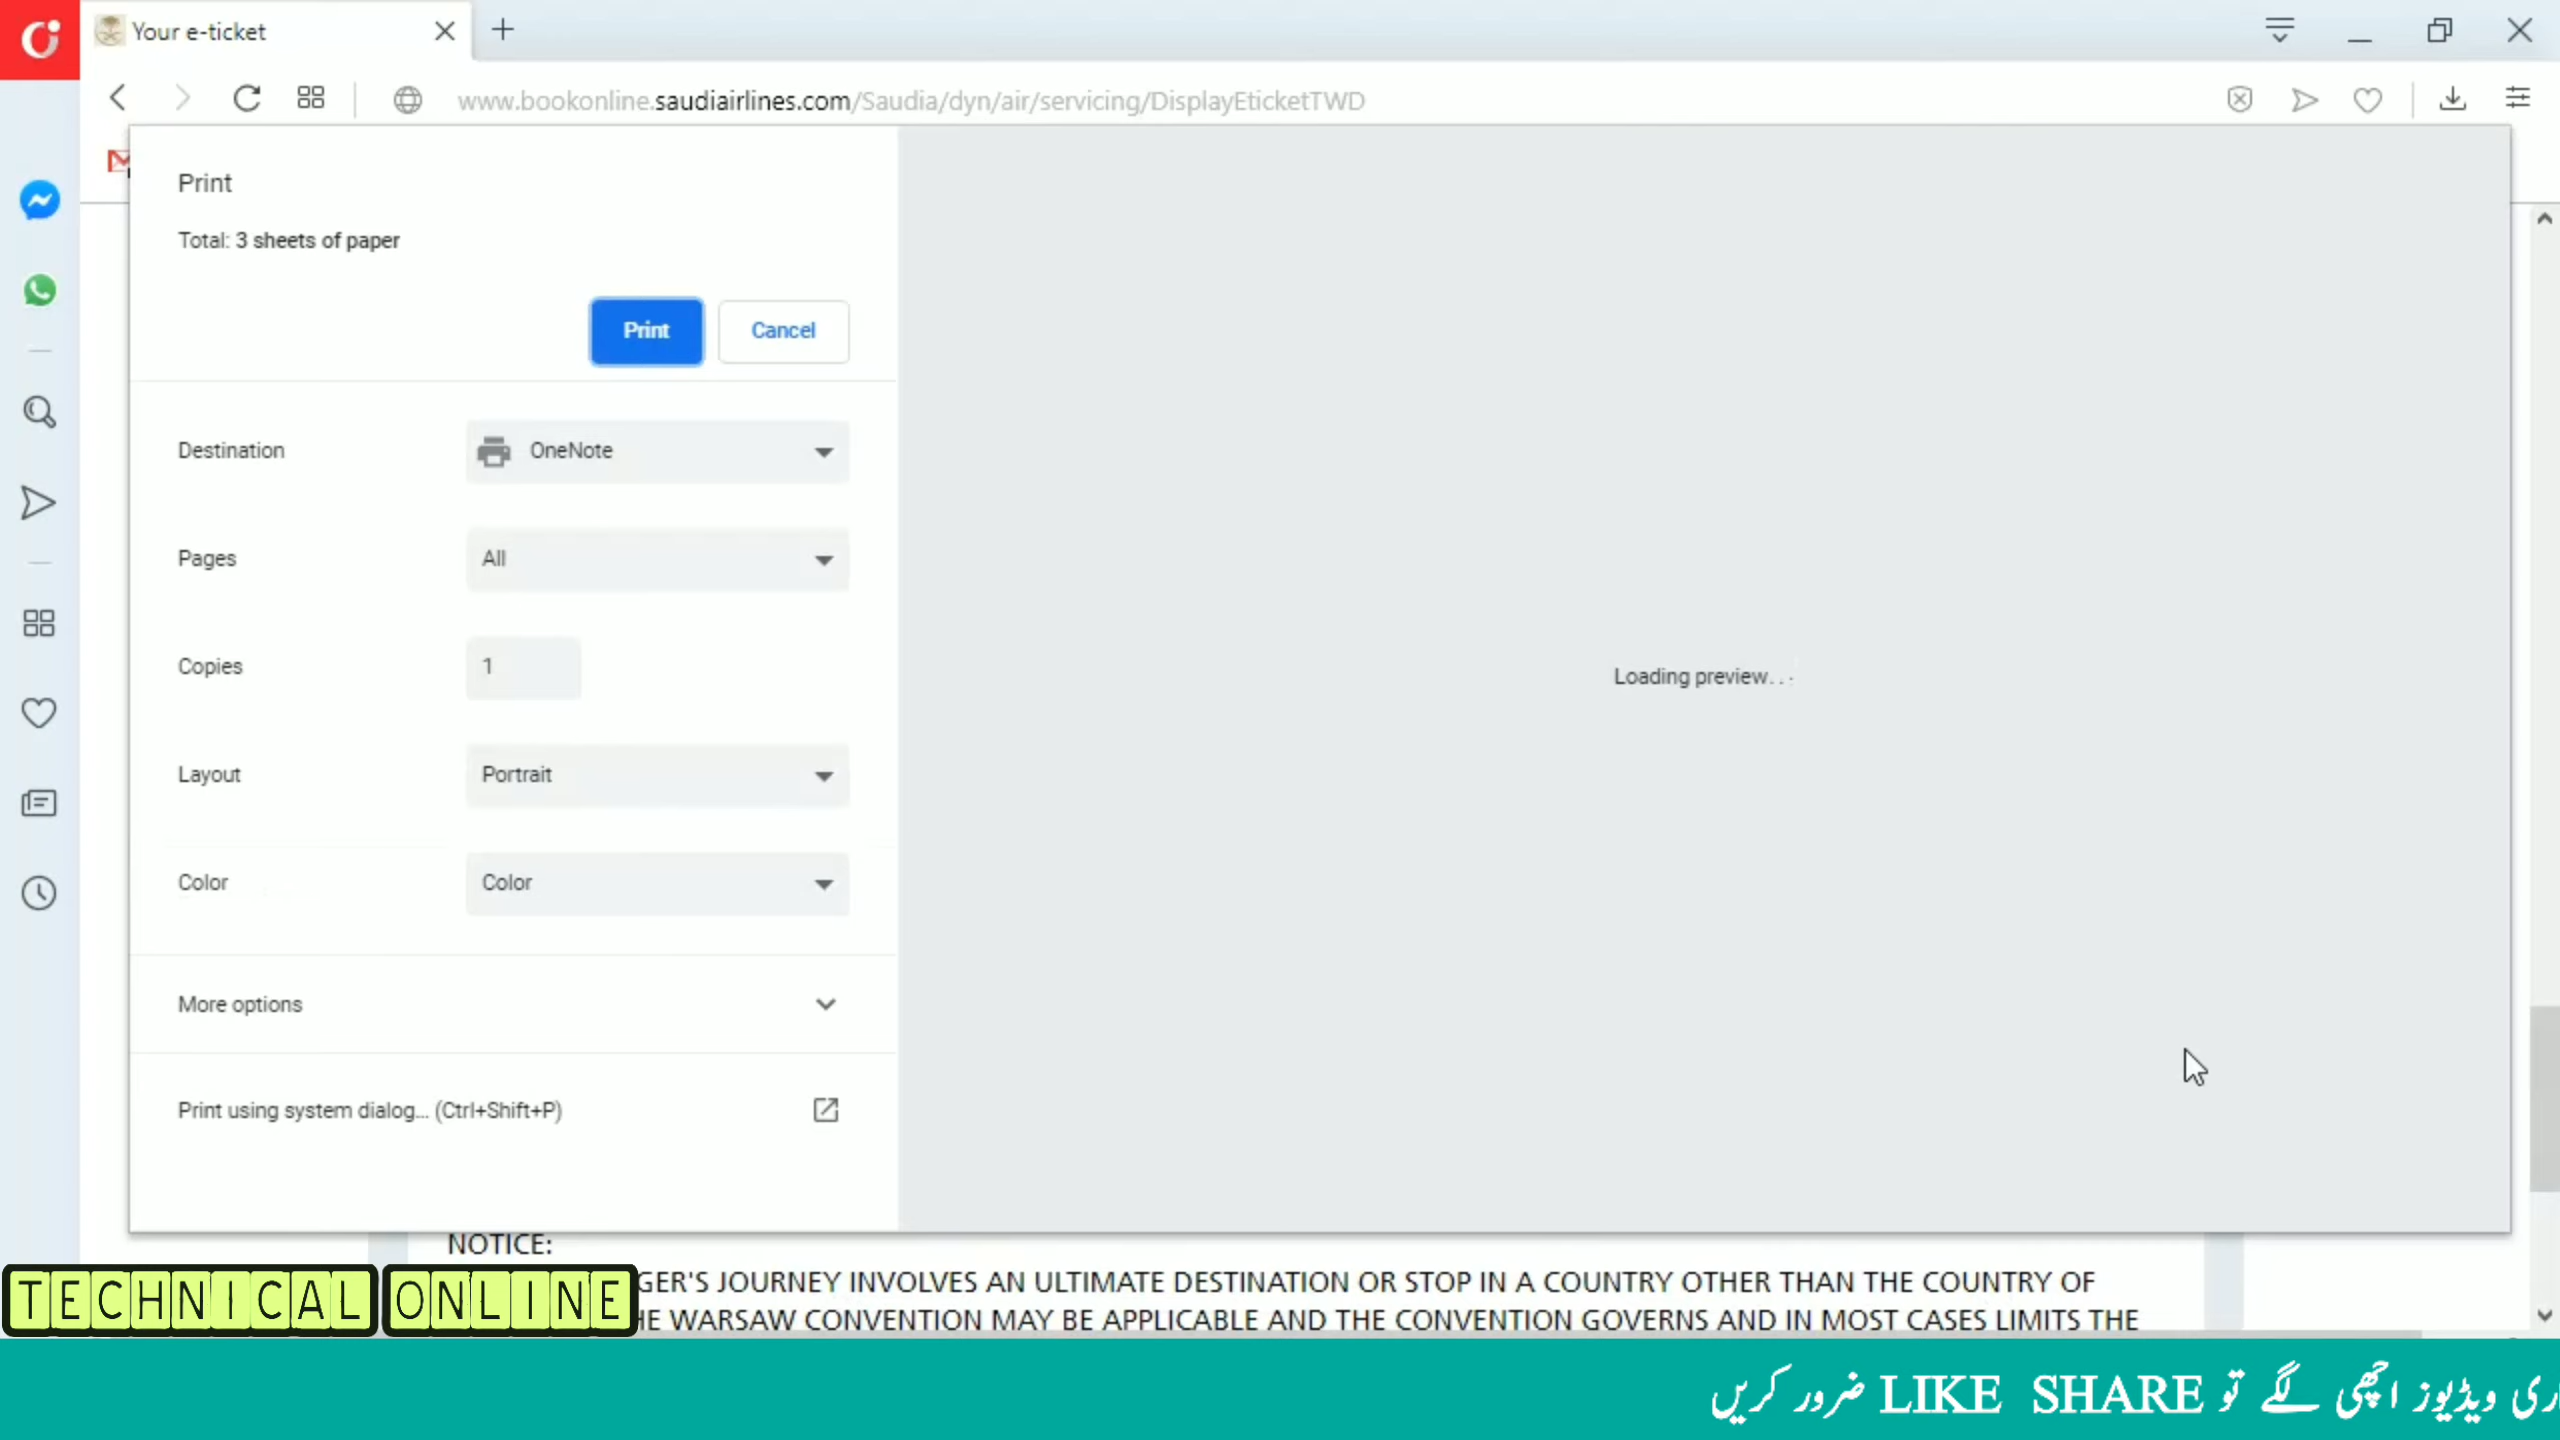 Your e-ticket
www.bookonline.saudiairlines.com/Saudia/dyn/air/servicing/DisplayEticketTWD
Print
Total: 3 sheets of paper
Print
Cancel
Destination
OneNote
Pages
All
Copies
1
Layout
Portrait
Color
Color
More options
Print using system dialog... (Ctrl+Shift+P)
Loading preview...
NOTICE:
GER'S JOURNEY INVOLVES AN ULTIMATE DESTINATION OR STOP IN A COUNTRY OTHER THAN THE COUNTRY OF
HE WARSAW CONVENTION MAY BE APPLICABLE AND THE CONVENTION GOVERNS AND IN MOST CASES LIMITS THE
TECHNICAL ONLINE
ویڈیوز اچھی لگے تو LIKE SHARE ضرور کریں